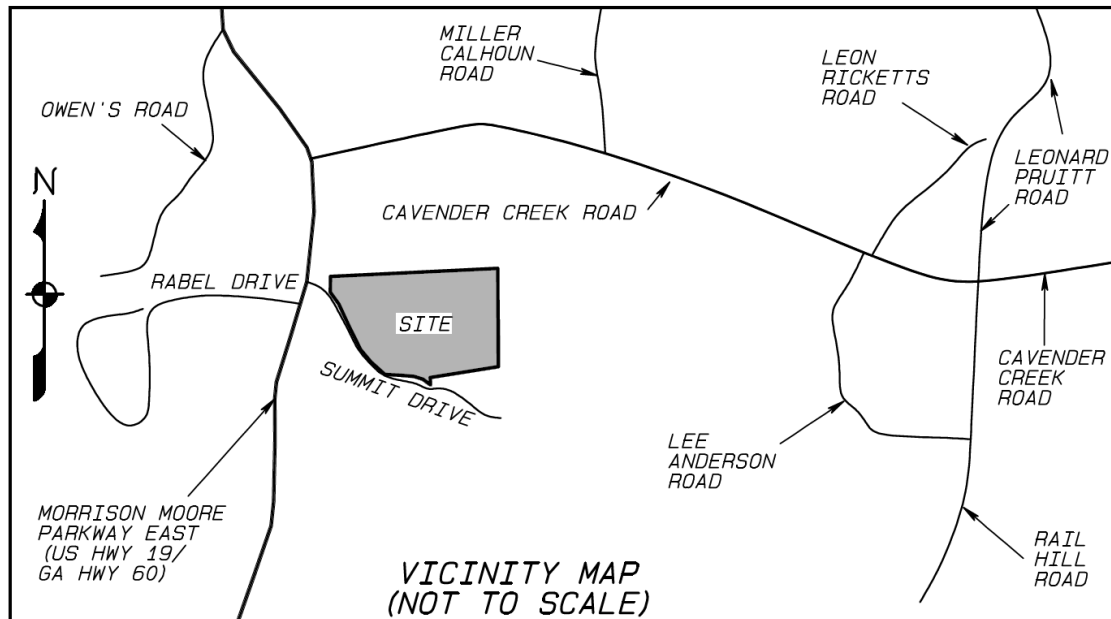 MILLER
CALHOUN
ROAD
LEON
RICKETTS
ROAD
OWEN'S ROAD
LEONARD
PRUITT
ROAD
N
CAVENDER CREEK ROAD
RABEL DRIVE
SITE
SUMMIT DRIVE
CAVENDER
CREEK
ROAD
LEE
ANDERSON
ROAD
MORRISON MOORE
PARKWAY EAST
(US HWY 19/
GA HWY 60)
RAIL
HILL
ROAD
VICINITY MAP
(NOT TO SCALE)